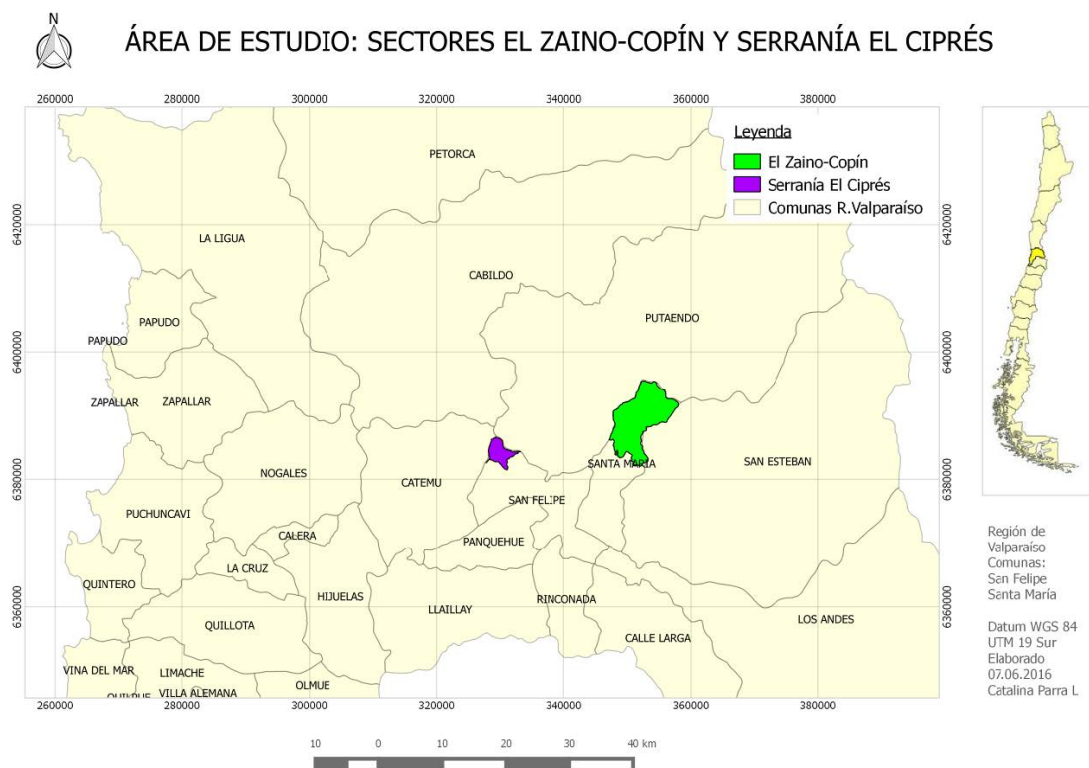 N
ÁREA DE ESTUDIO: SECTORES EL ZAINO-COPÍN Y SERRANÍA EL CIPRÉS
260000 280000 300000 320000 340000 360000 380000
Leyenda
El Zaino-Copín
Serranía El Ciprés
Comunas R.Valparaíso
PETORCA
6420000 6420000
LA LIGUA
CABILDO
PUTAENDO
PAPUDO
PAPUDO
6400000 6400000
ZAPALLAR ZAPALLAR
NOGALES
CATEMU
SANTA MARIA
SAN ESTEBAN
6380000 6380000
SAN FELIPE
PUCHUNCAVI
CALERA
PANQUEHUE
LA CRUZ
QUINTERO
HIJUELAS
RINCONADA
LLAILLAY
6360000 6360000
LOS ANDES
QUILLOTA
CALLE LARGA
VINA DEL MAR
LIMACHE
OLMUE
VILLA ALEMANA
260000 280000 300000 320000 340000 360000 380000
Región de
Valparaíso
Comunas:
San Felipe
Santa María
Datum WGS 84
UTM 19 Sur
Elaborado
07.06.2016
Catalina Parra L
10 0 10 20 30 40 km